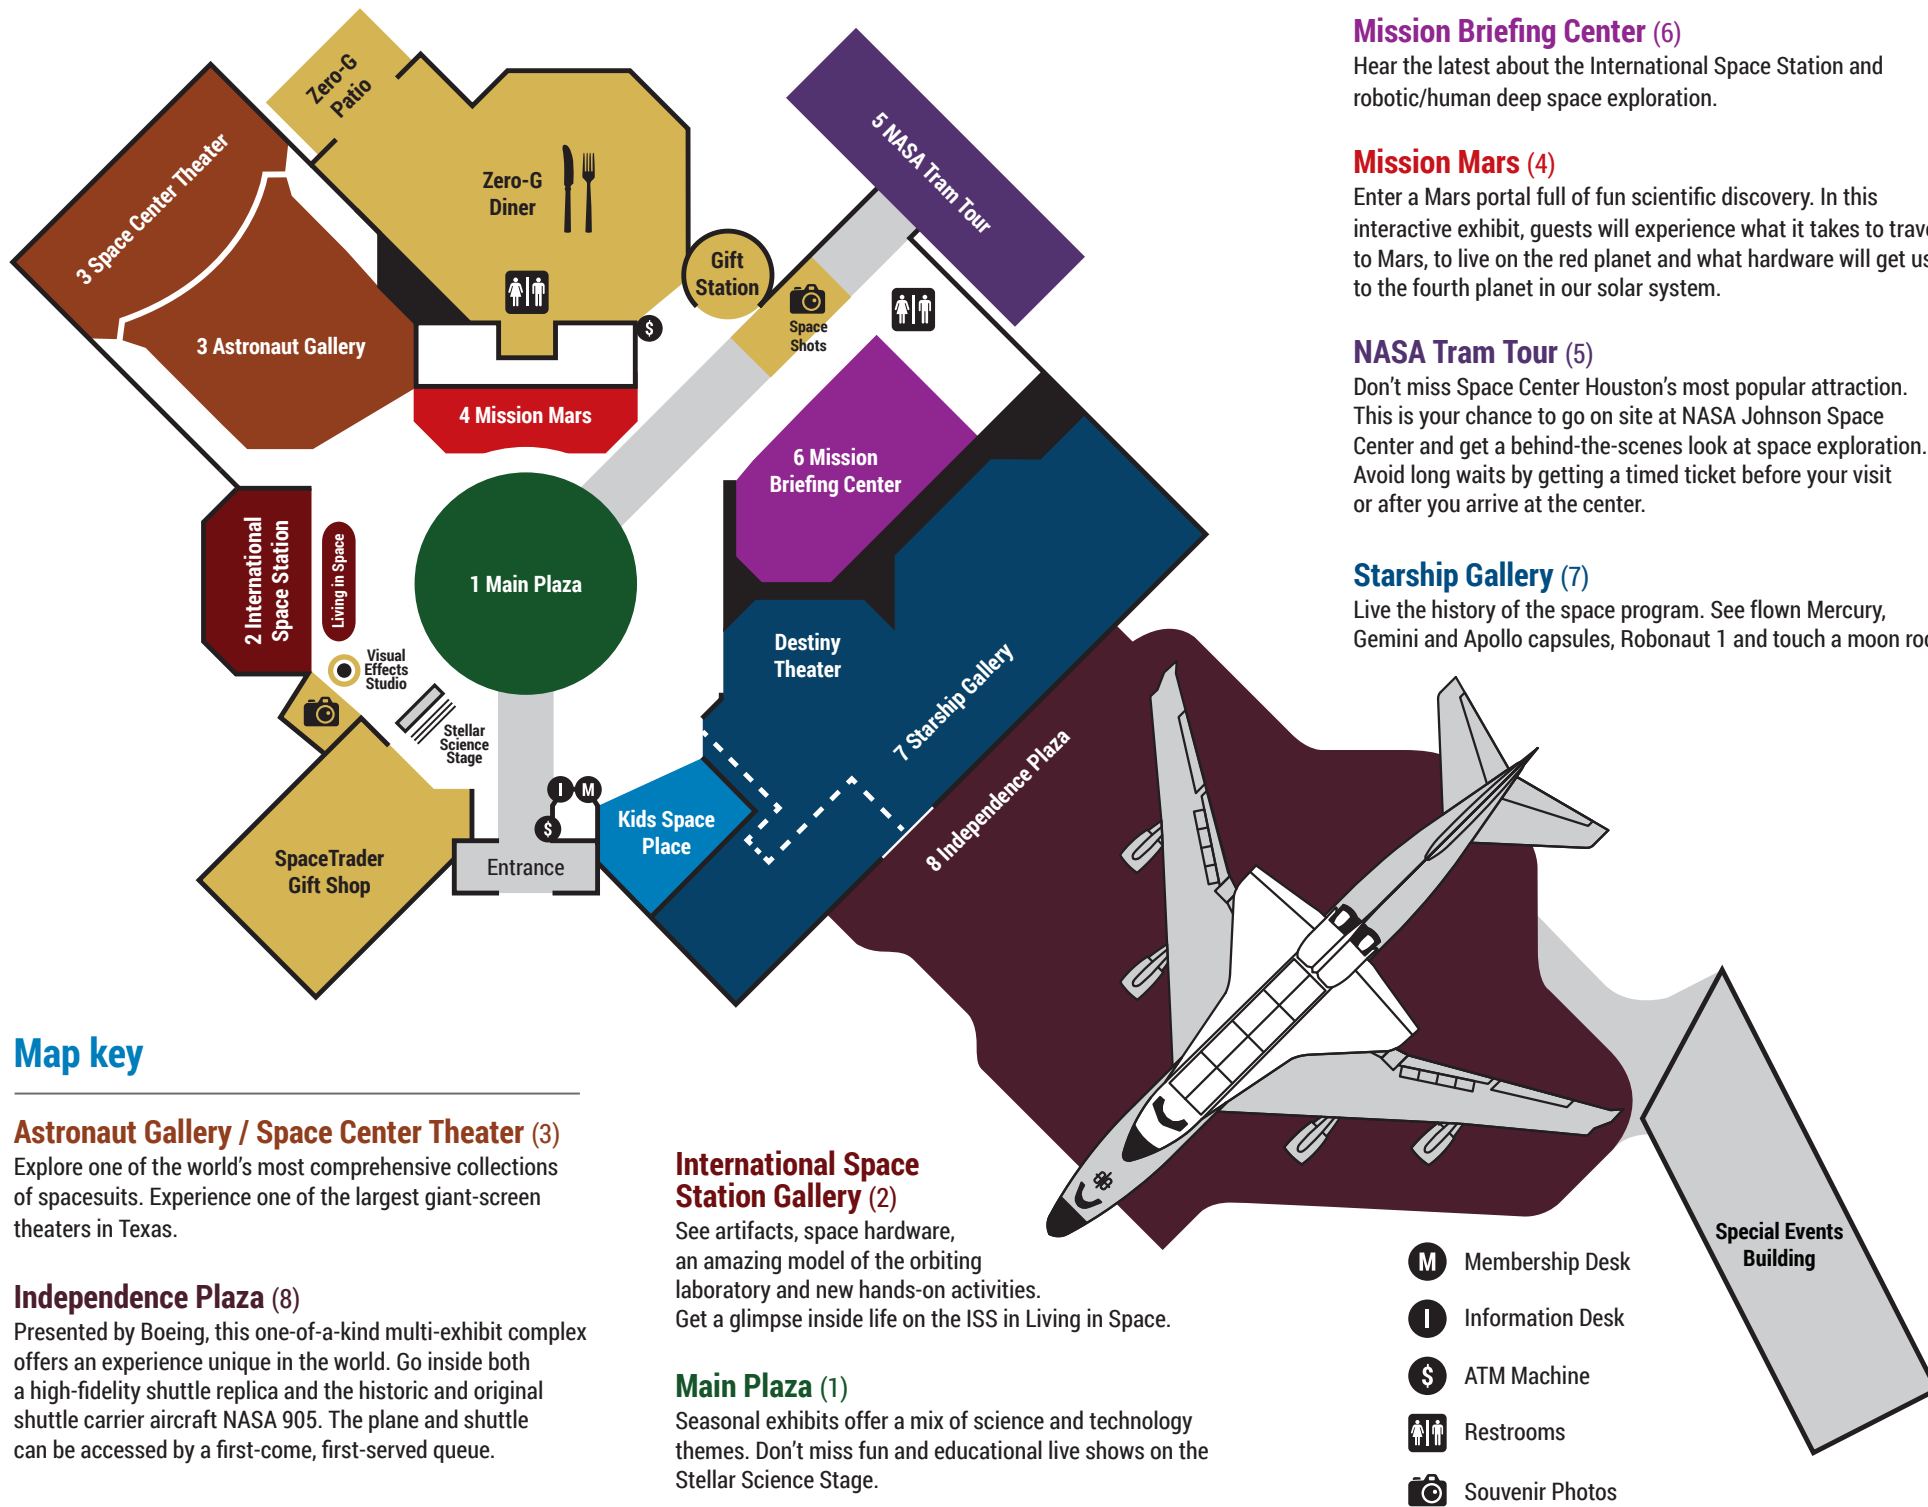 Zero-G
Patio
3 Space Center Theater
Zero-G
Diner
Gift
Station
5 NASA Tram Tour
Space
Shots
3 Astronaut Gallery
$
4 Mission Mars
6 Mission
Briefing Center
2 International
Space Station
Living in Space
1 Main Plaza
Visual
Effects
Studio
Stellar
Science
Stage
Destiny
Theater
7 Starship Gallery
8 Independence Plaza
I
M
$
Kids Space
Place
SpaceTrader
Gift Shop
Entrance
Special Events
Building
Map key
Astronaut Gallery / Space Center Theater (3)
Explore one of the world's most comprehensive collections
of spacesuits. Experience one of the largest giant-screen
theaters in Texas.
Independence Plaza (8)
Presented by Boeing, this one-of-a-kind multi-exhibit complex
offers an experience unique in the world. Go inside both
a high-fidelity shuttle replica and the historic and original
shuttle carrier aircraft NASA 905. The plane and shuttle
can be accessed by a first-come, first-served queue.
International Space
Station Gallery (2)
See artifacts, space hardware,
an amazing model of the orbiting
laboratory and new hands-on activities.
Get a glimpse inside life on the ISS in Living in Space.
Main Plaza (1)
Seasonal exhibits offer a mix of science and technology
themes. Don't miss fun and educational live shows on the
Stellar Science Stage.
Mission Briefing Center (6)
Hear the latest about the International Space Station and
robotic/human deep space exploration.
Mission Mars (4)
Enter a Mars portal full of fun scientific discovery. In this
interactive exhibit, guests will experience what it takes to trave
to Mars, to live on the red planet and what hardware will get us
to the fourth planet in our solar system.
NASA Tram Tour (5)
Don't miss Space Center Houston's most popular attraction.
This is your chance to go on site at NASA Johnson Space
Center and get a behind-the-scenes look at space exploration.
Avoid long waits by getting a timed ticket before your visit
or after you arrive at the center.
Starship Gallery (7)
Live the history of the space program. See flown Mercury,
Gemini and Apollo capsules, Robonaut 1 and touch a moon roc
M Membership Desk
I Information Desk
$ ATM Machine
Restrooms
Souvenir Photos